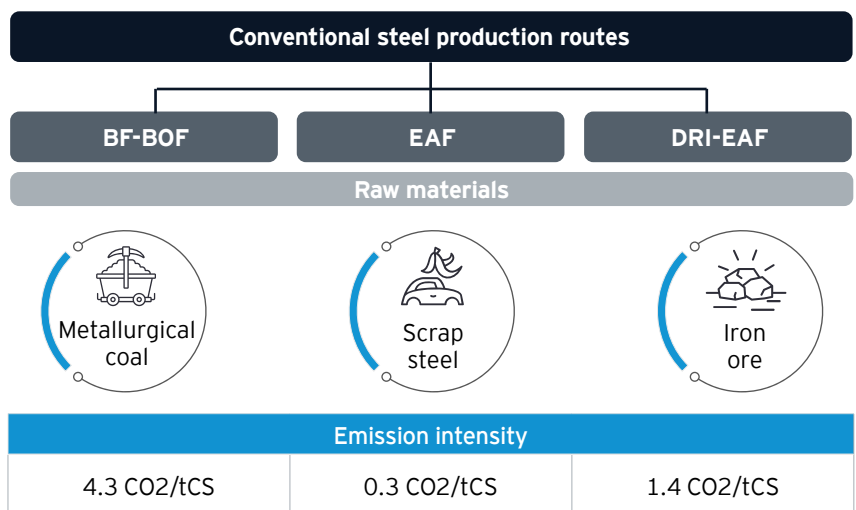 Conventional steel production routes
BF-BOF
EAF
DRI-EAF
Raw materials
Metallurgical
coal
Scrap
steel
Iron
ore
Emission intensity
4.3 CO2/tCS
0.3 CO2/tCS
1.4 CO2/tCS